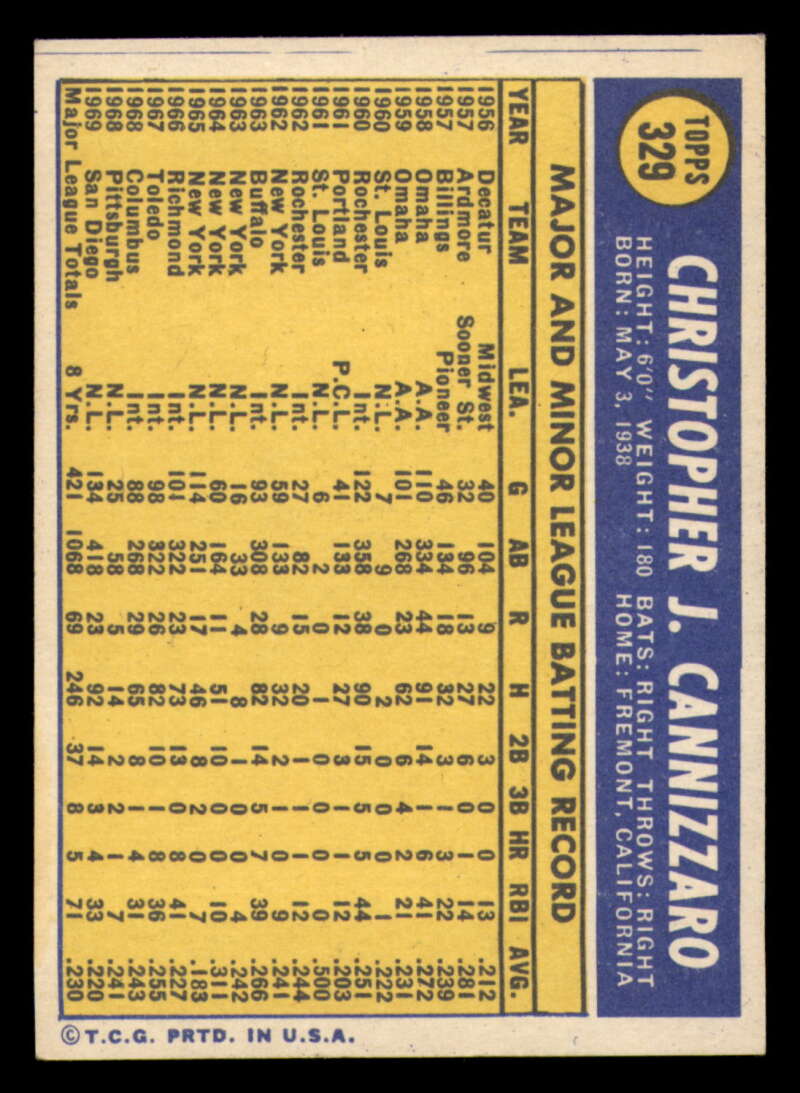 TOPPS
329
CHRISTOPHER J. CANNIZZARO
HEIGHT: 6'0" WEIGHT: 180 BATS: RIGHT THROWS: RIGHT
BORN: MAY 3, 1938 HOME: FREMONT, CALIFORNIA
MAJOR AND MINOR LEAGUE BATTING RECORD
YEAR TEAM LEA. G AB R H 2B 3B HR RBI AVG.
1956 Decatur Midwest 40 104 9 22 3 0 0 13 .212
1957 Ardmore Sooner St. 32 96 13 27 6 0 1 14 .281
1957 Billings Pioneer 46 134 18 32 3 1 3 22 .239
1958 Omaha A.A. 110 334 44 91 14 1 6 41 .272
1959 Omaha A.A. 101 268 23 62 6 4 2 21 .231
1960 St. Louis N.L. 7 9 0 2 0 0 0 1 .222
1960 Rochester Int. 122 358 38 90 15 5 5 44 .251
1961 Portland P.C.L. 41 133 12 27 3 1 1 12 .203
1961 St. Louis N.L. 6 2 0 1 0 0 0 0 .500
1962 Rochester Int. 27 82 15 20 1 1 1 12 .244
1962 New York N.L. 59 133 9 32 2 1 0 9 .241
1963 Buffalo Int. 93 308 28 82 14 5 7 39 .266
1963 New York N.L. 16 33 4 8 1 0 0 4 .242
1964 New York N.L. 60 164 11 51 10 0 0 10 .311
1965 New York N.L. 114 251 17 46 8 2 0 7 .183
1966 Richmond Int. 101 322 23 73 13 0 8 41 .227
1967 Toledo Int. 98 322 26 82 10 1 8 36 .255
1968 Columbus Int. 88 268 29 65 8 1 4 31 .243
1968 Pittsburgh N.L. 25 58 5 14 2 2 1 7 .241
1969 San Diego N.L. 134 418 23 92 14 3 4 33 .220
Major League Totals 8 Yrs. 421 1068 69 246 37 8 5 71 .230
© T.C.G. PRTD. IN U.S.A.